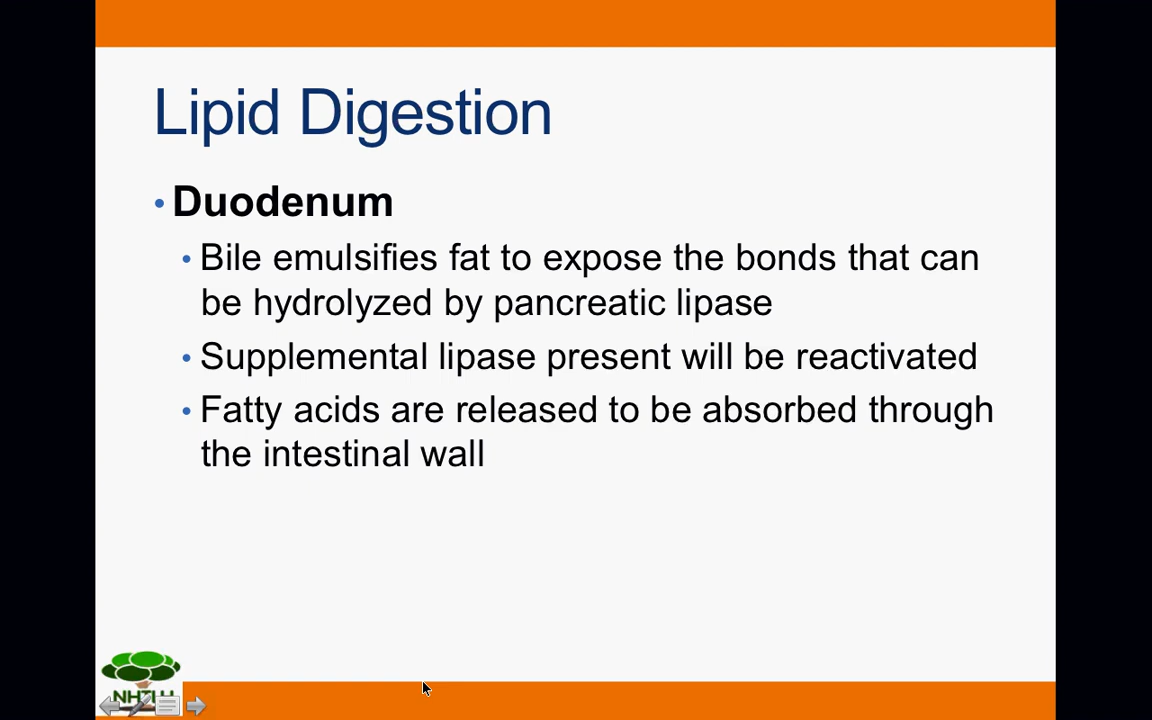 Lipid Digestion
• Duodenum
• Bile emulsifies fat to expose the bonds that can
be hydrolyzed by pancreatic lipase
• Supplemental lipase present will be reactivated
• Fatty acids are released to be absorbed through
the intestinal wall